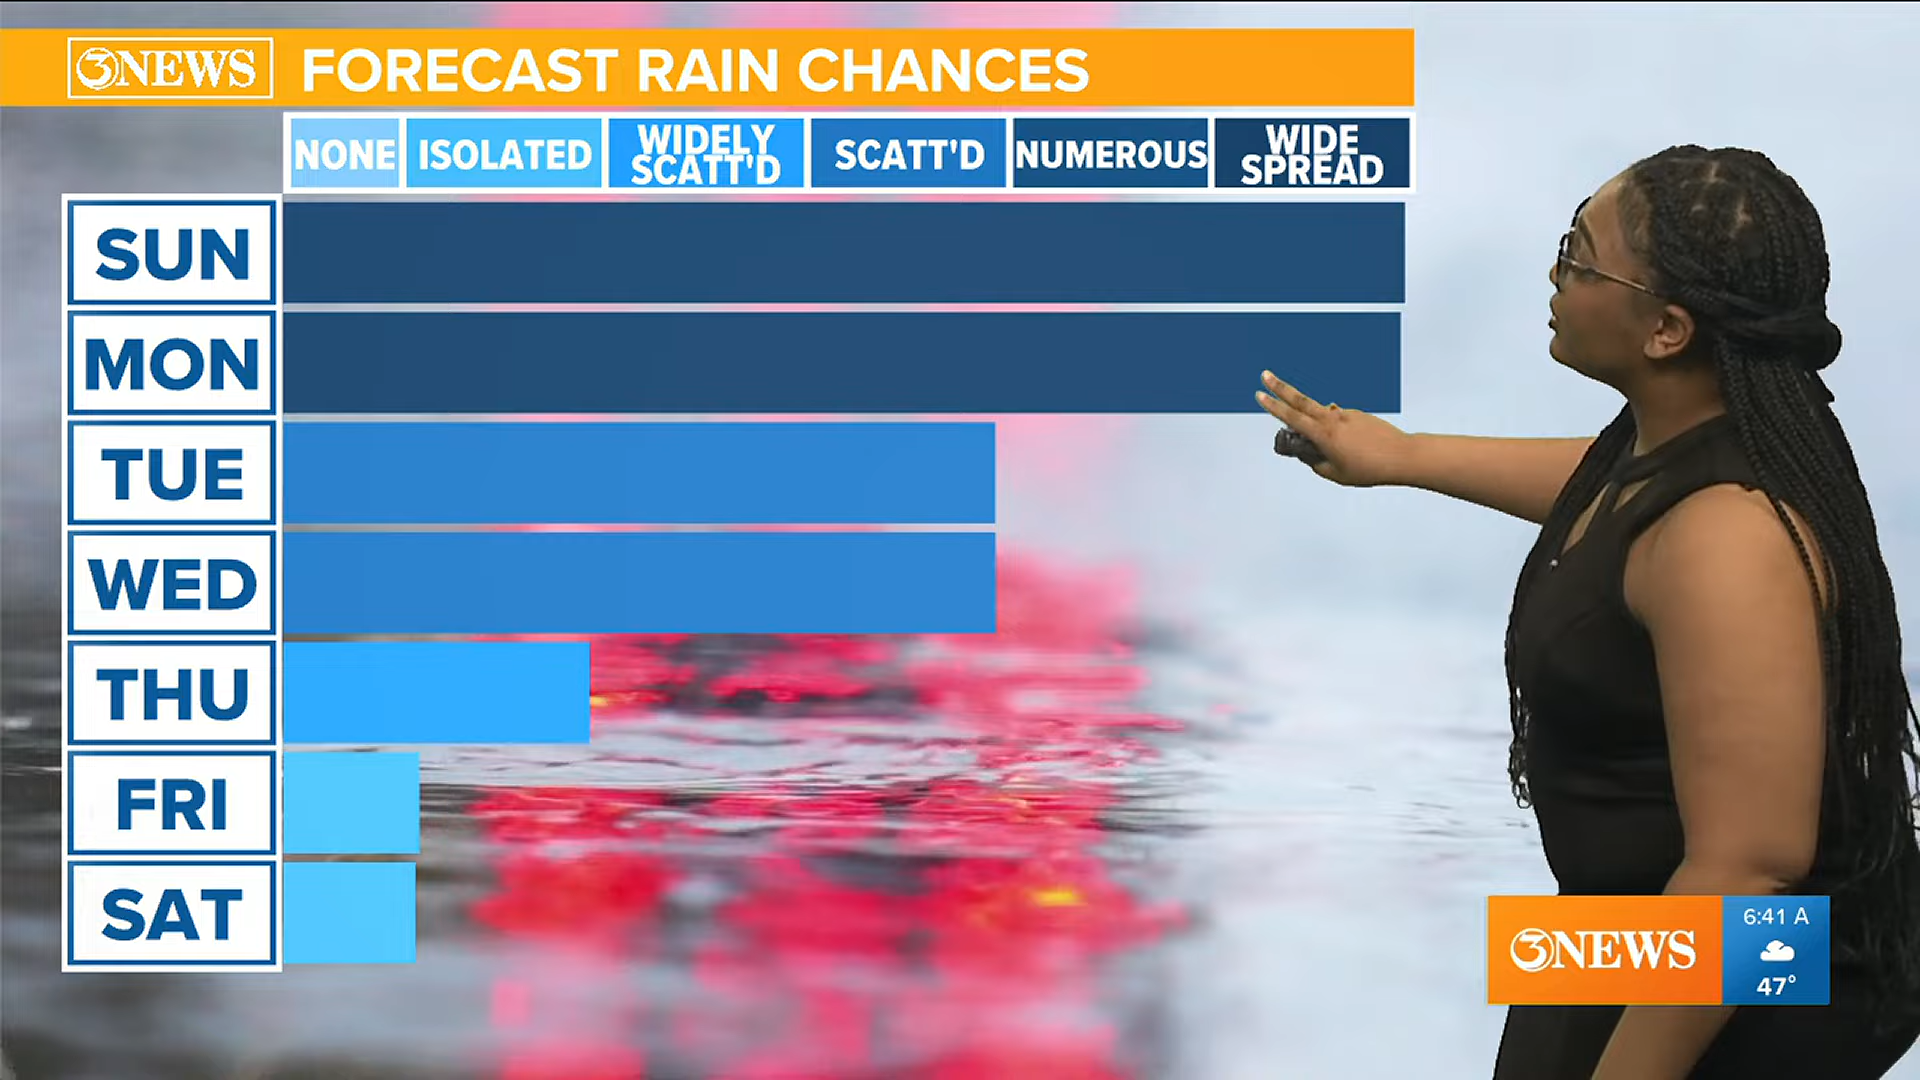 3NEWS FORECAST RAIN CHANCES
NONE ISOLATED WIDELY SCATT'D SCATT'D NUMEROUS WIDE SPREAD
SUN
MON
TUE
WED
THU
FRI
SAT
3NEWS
6:41 A
47°